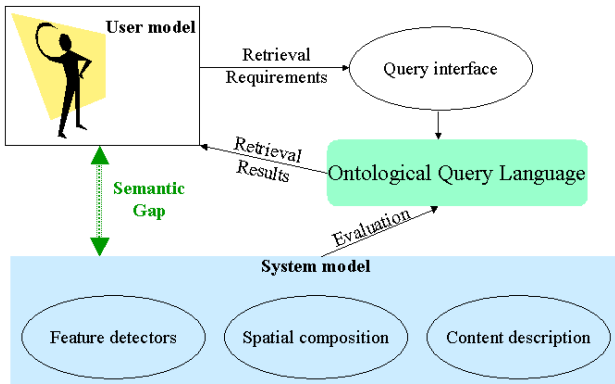 User model
Retrieval
Requirements
Query interface
Retrieval
Results
Ontological Query Language
Semantic
Gap
Evaluation
System model
Feature detectors
Spatial composition
Content description